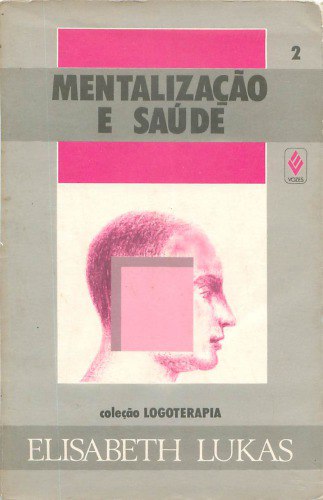 2
MENTALIZAÇÃO
E SAÚDE
VOZES
coleção LOGOTERAPIA
ELISABETH LUKAS